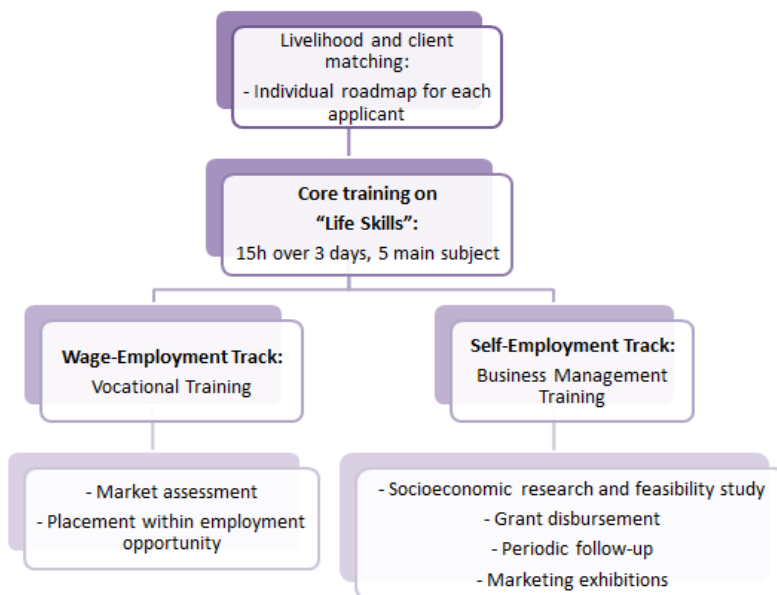 Livelihood and client
matching:
- Individual roadmap for each
applicant
Core training on
“Life Skills”:
15h over 3 days, 5 main subject
Wage-Employment Track:
Vocational Training
Self-Employment Track:
Business Management
Training
- Market assessment
- Placement within employment
opportunity
- Socioeconomic research and feasibility study
- Grant disbursement
- Periodic follow-up
- Marketing exhibitions